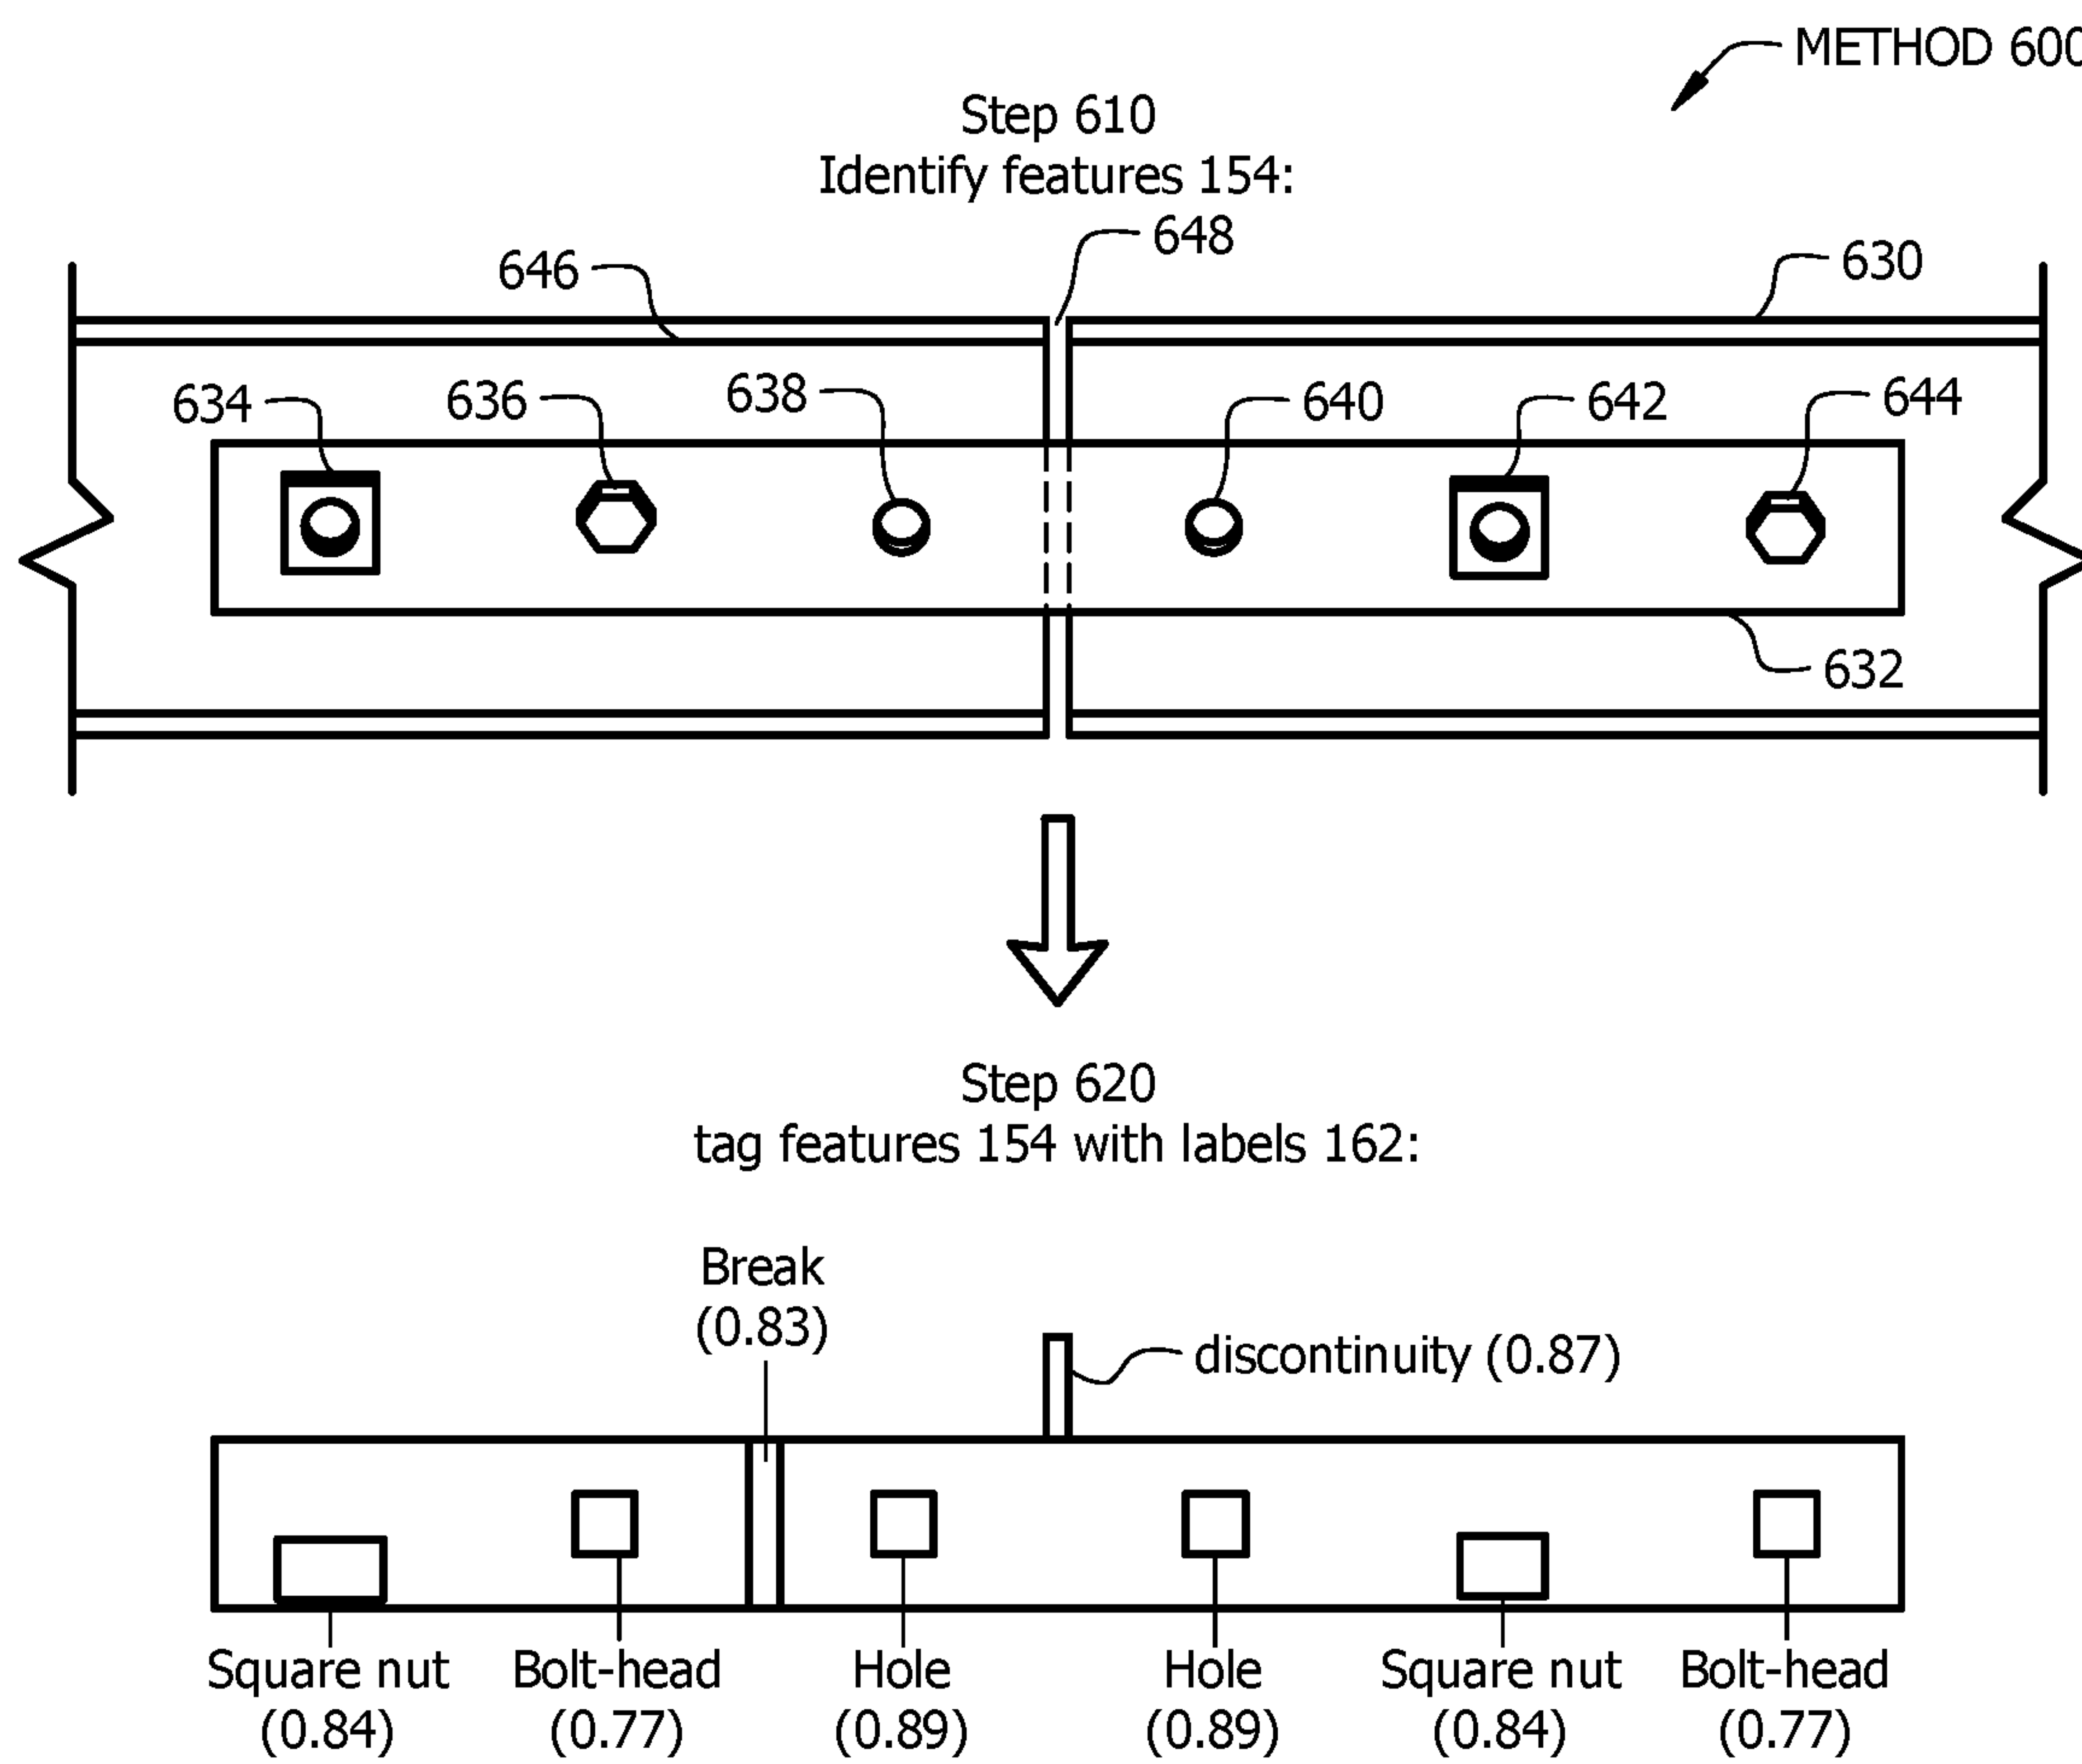 METHOD 600
Step 610
Identify features 154:
648
646
630
634
636
638
640
642
644
632
Step 620
tag features 154 with labels 162:
Break
(0.83)
discontinuity (0.87)
Square nut
(0.84)
Bolt-head
(0.77)
Hole
(0.89)
Hole
(0.89)
Square nut
(0.84)
Bolt-head
(0.77)